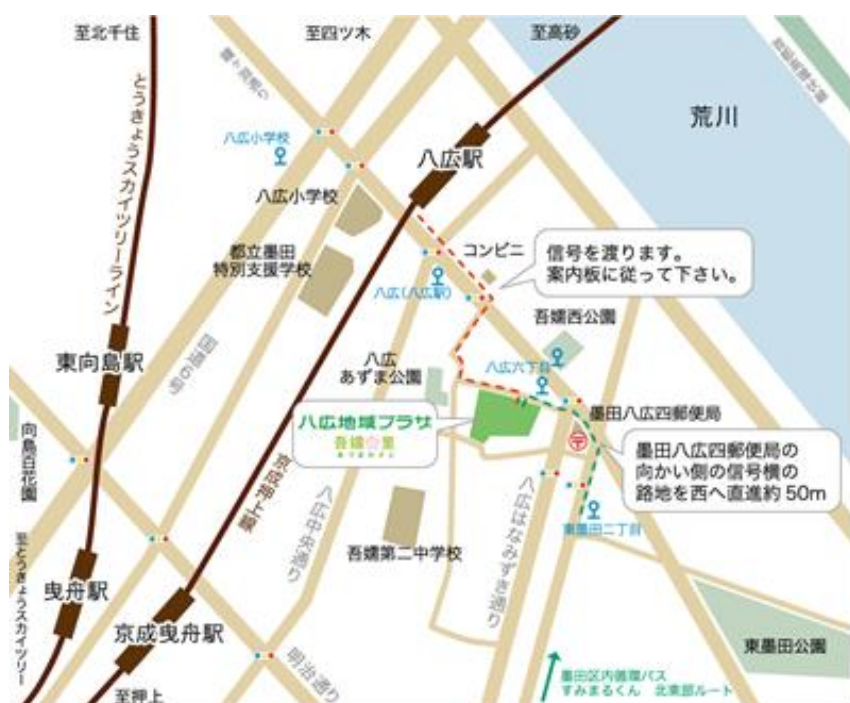 至北千住
至四ツ木
至高砂
荒川
八広小学校
八広駅
とうきょうスカイツリーライン
八広小学校
コンビニ
信号を渡ります。
案内板に従って下さい。
都立墨田
特別支援学校
八広(八広駅)
吾嬬西公園
国道6号
東向島駅
八広
あずま公園
八広六丁目
墨田八広四郵便局
八広地域プラザ
吾嬬の里
向島百花園
墨田八広四郵便局の
向かい側の信号横の
路地を西へ直進約50m
京成押上線
八広中央通り
八広はなみずき通り
東墨田二丁目
吾嬬第二中学校
至とうきょうスカイツリー
曳舟駅
京成曳舟駅
明治通り
東墨田公園
墨田区内循環バス
すみまるくん 北東部ルート
至押上